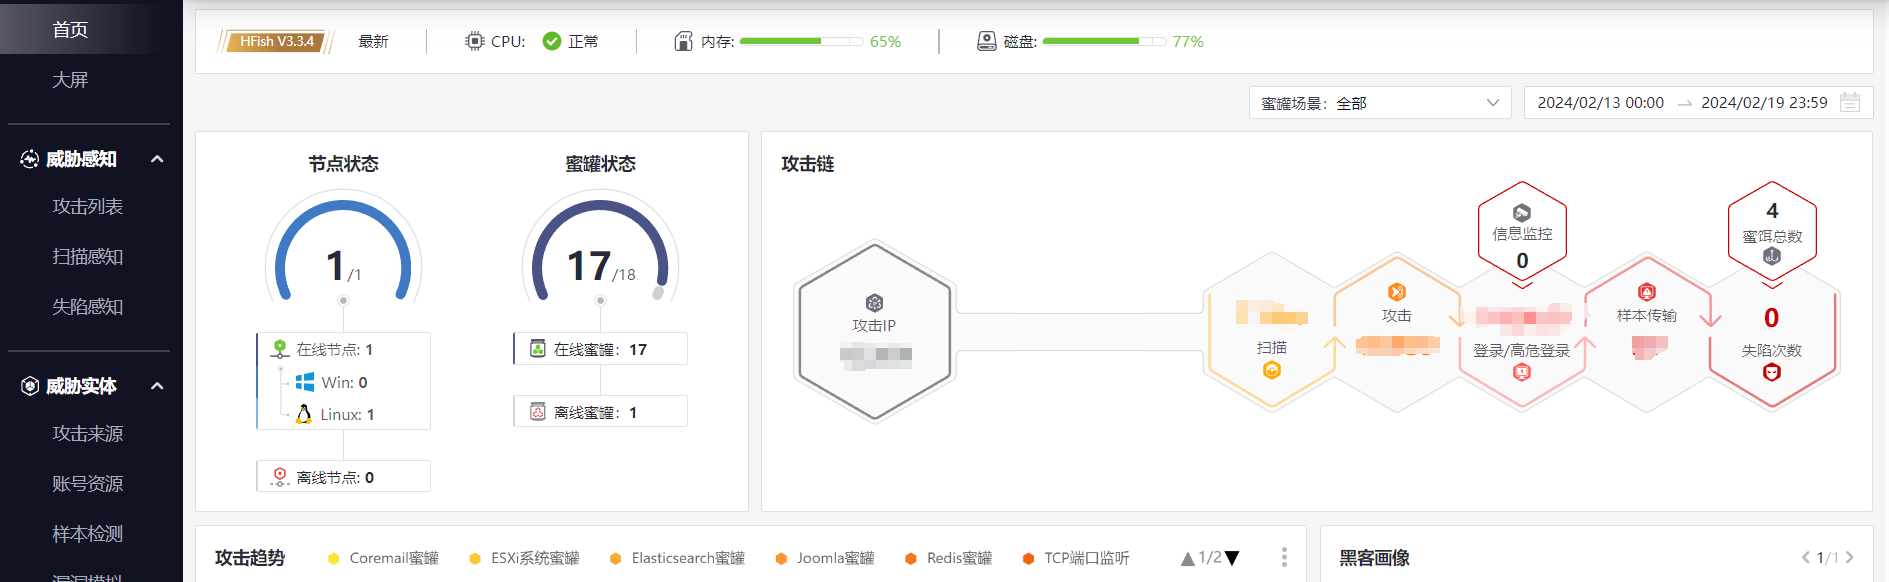 首页
大屏
威胁感知
攻击列表
扫描感知
失陷感知
威胁实体
攻击来源
账号资源
样本检测
HFish V3.3.4 最新 CPU: 正常 内存: 65% 磁盘: 77%
蜜罐场景：全部 2024/02/13 00:00 → 2024/02/19 23:59
节点状态
1/1
在线节点: 1
Win: 0
Linux: 1
离线节点: 0
蜜罐状态
17/18
在线蜜罐：17
离线蜜罐：1
攻击链
攻击IP
扫描
攻击
信息监控
0
登录/高危登录
样本传输
4
蜜饵总数
0
失陷次数
攻击趋势 Coremail蜜罐 ESXi系统蜜罐 Elasticsearch蜜罐 Joomla蜜罐 Redis蜜罐 TCP端口监听 ▲1/2▼
黑客画像 1/1